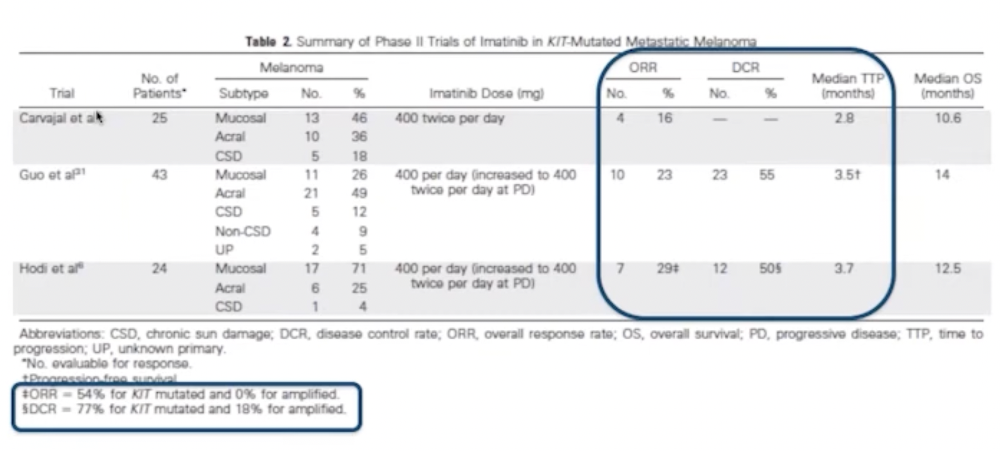 Table 2. Summary of Phase II Trials of Imatinib in KIT-Mutated Metastatic Melanoma
Trial No. of Patients* Melanoma Subtype No. % Imatinib Dose (mg) ORR No. % DCR No. % Median TTP (months) Median OS (months)
Carvajal et al 25 Mucosal 13 46 400 twice per day 4 16 — — 2.8 10.6
Acral 10 36
CSD 5 18
Guo et al31 43 Mucosal 11 26 400 per day (increased to 400 10 23 23 55 3.5† 14
Acral 21 49 twice per day at PD)
CSD 5 12
Non-CSD 4 9
UP 2 5
Hodi et al6 24 Mucosal 17 71 400 per day (increased to 400 7 29‡ 12 50§ 3.7 12.5
Acral 6 25 twice per day at PD)
CSD 1 4
Abbreviations: CSD, chronic sun damage; DCR, disease control rate; ORR, overall response rate; OS, overall survival; PD, progressive disease; TTP, time to
progression; UP, unknown primary.
*No. evaluable for response.
†Progression-free survival
‡ORR = 54% for KIT mutated and 0% for amplified.
§DCR = 77% for KIT mutated and 18% for amplified.